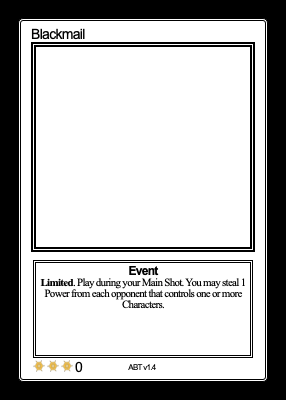 Blackmail
Event
Limited. Play during your Main Shot. You may steal 1
Power from each opponent that controls one or more
Characters.
0
ABT v1.4